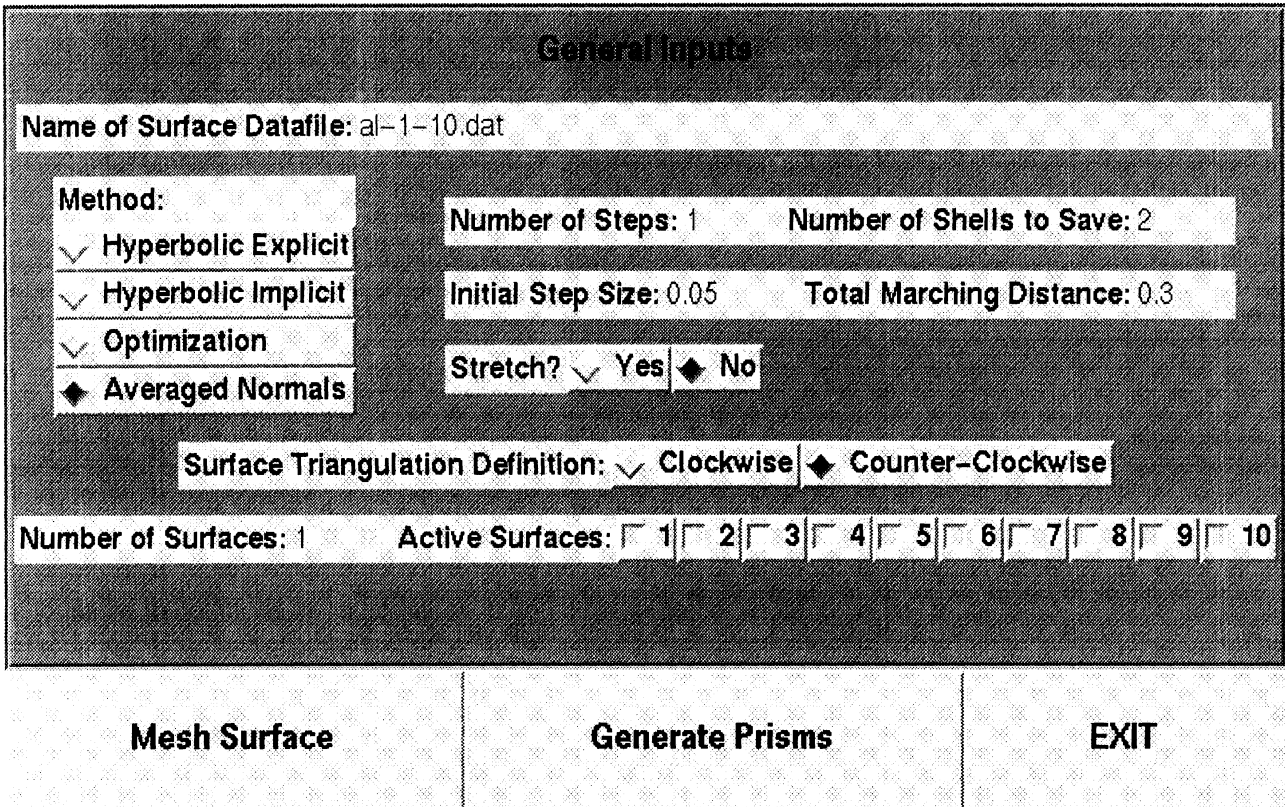 General Inputs
Name of Surface Datafile: al-1-10.dat
Method:
Hyperbolic Explicit
Hyperbolic Implicit
Optimization
Averaged Normals
Number of Steps: 1 Number of Shells to Save: 2
Initial Step Size: 0.05 Total Marching Distance: 0.3
Stretch? Yes No
Surface Triangulation Definition: Clockwise Counter-Clockwise
Number of Surfaces: 1 Active Surfaces: 1 2 3 4 5 6 7 8 9 10
Mesh Surface Generate Prisms EXIT